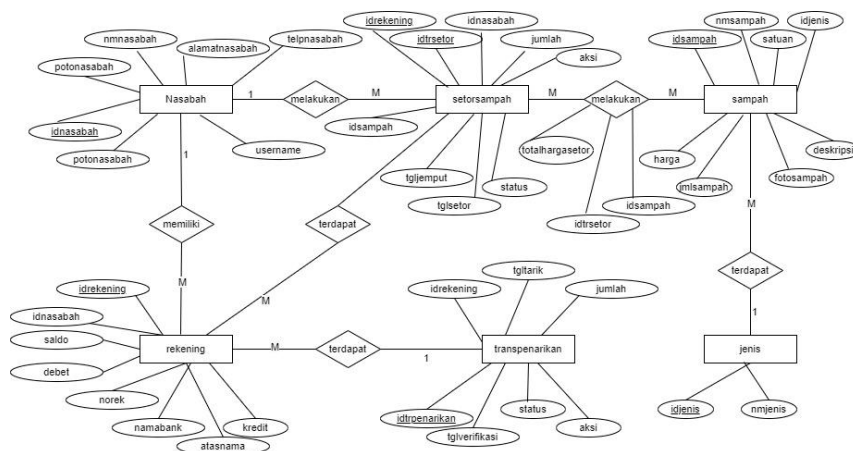 nmnasabah
alamatnasabah
telpnasabah
potonasabah
Nasabah
idnasabah
potonasabah
username
1
melakukan
M
idrekening
idtrsetor
idnasabah
jumlah
aksi
setorsampah
idsampah
tgljemput
tglsetor
status
M
melakukan
M
totalhargasetor
idtrsetor
idsampah
nmsampah
idsampah
satuan
idjenis
sampah
harga
jmlsampah
fotosampah
deskripsi
1
memiliki
M
terdapat
M
M
terdapat
1
idrekening
idnasabah
saldo
debet
norek
namabank
atasnama
kredit
rekening
M
terdapat
1
idrekening
tgltarik
jumlah
transpenarikan
idtrpenarikan
tglverifikasi
status
aksi
jenis
idjenis
nmjenis